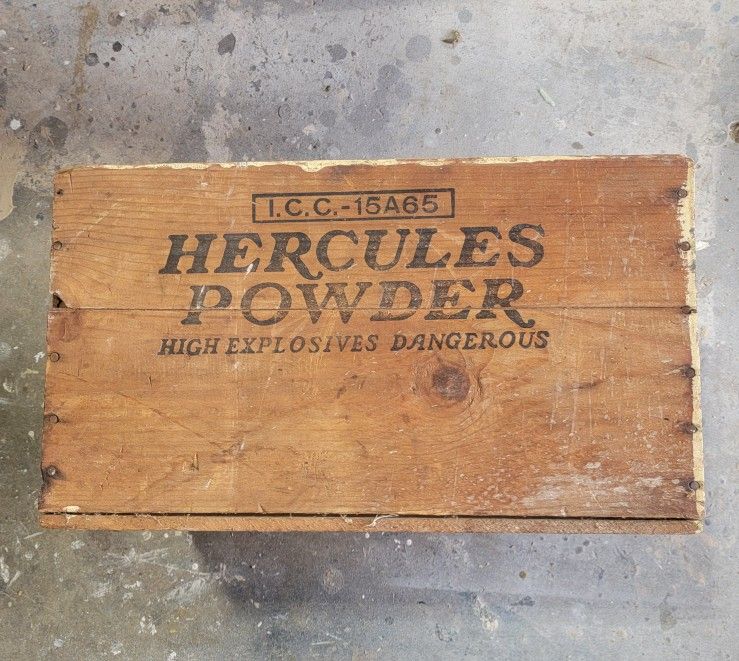 I.C.C.-15A65
HERCULES
POWDER
HIGH EXPLOSIVES DANGEROUS